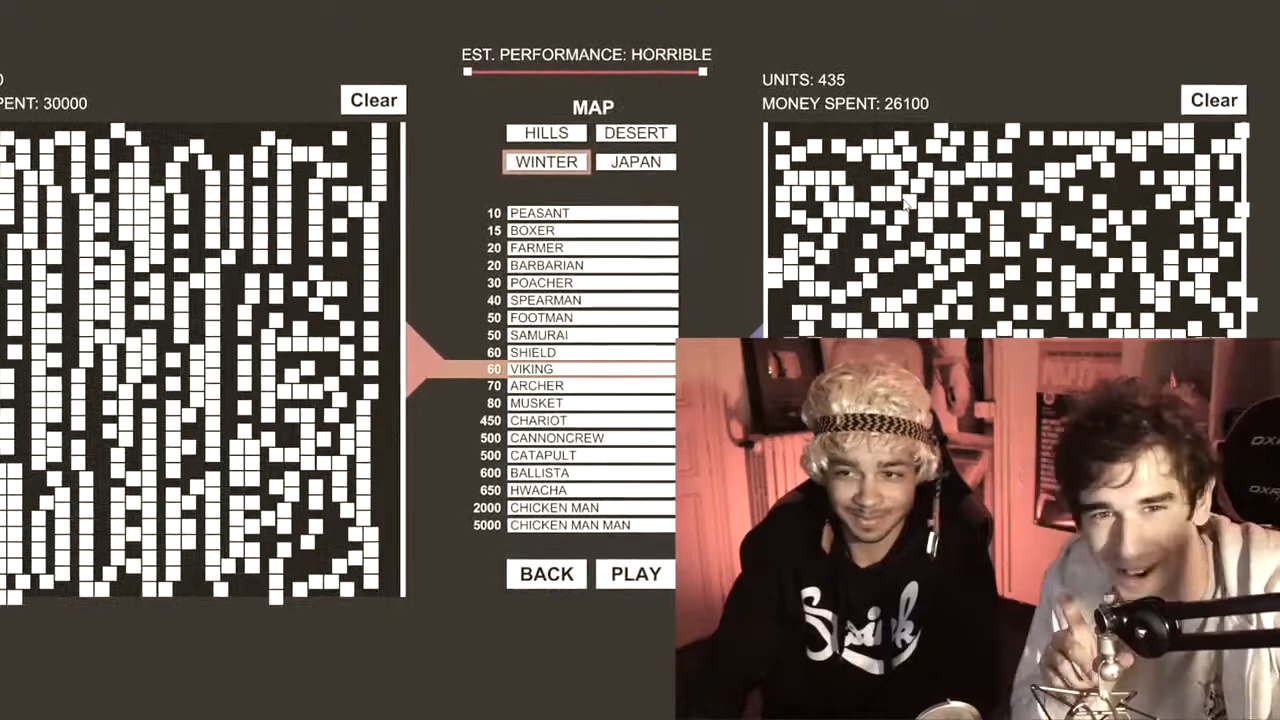 EST. PERFORMANCE: HORRIBLE
0
PENT: 30000
Clear
MAP
HILLS
DESERT
WINTER
JAPAN
UNITS: 435
MONEY SPENT: 26100
Clear
10 PEASANT
15 BOXER
20 FARMER
20 BARBARIAN
30 POACHER
40 SPEARMAN
50 FOOTMAN
50 SAMURAI
60 SHIELD
60 VIKING
70 ARCHER
80 MUSKET
450 CHARIOT
500 CANNONCREW
500 CATAPULT
600 BALLISTA
650 HWACHA
2000 CHICKEN MAN
5000 CHICKEN MAN MAN
BACK
PLAY